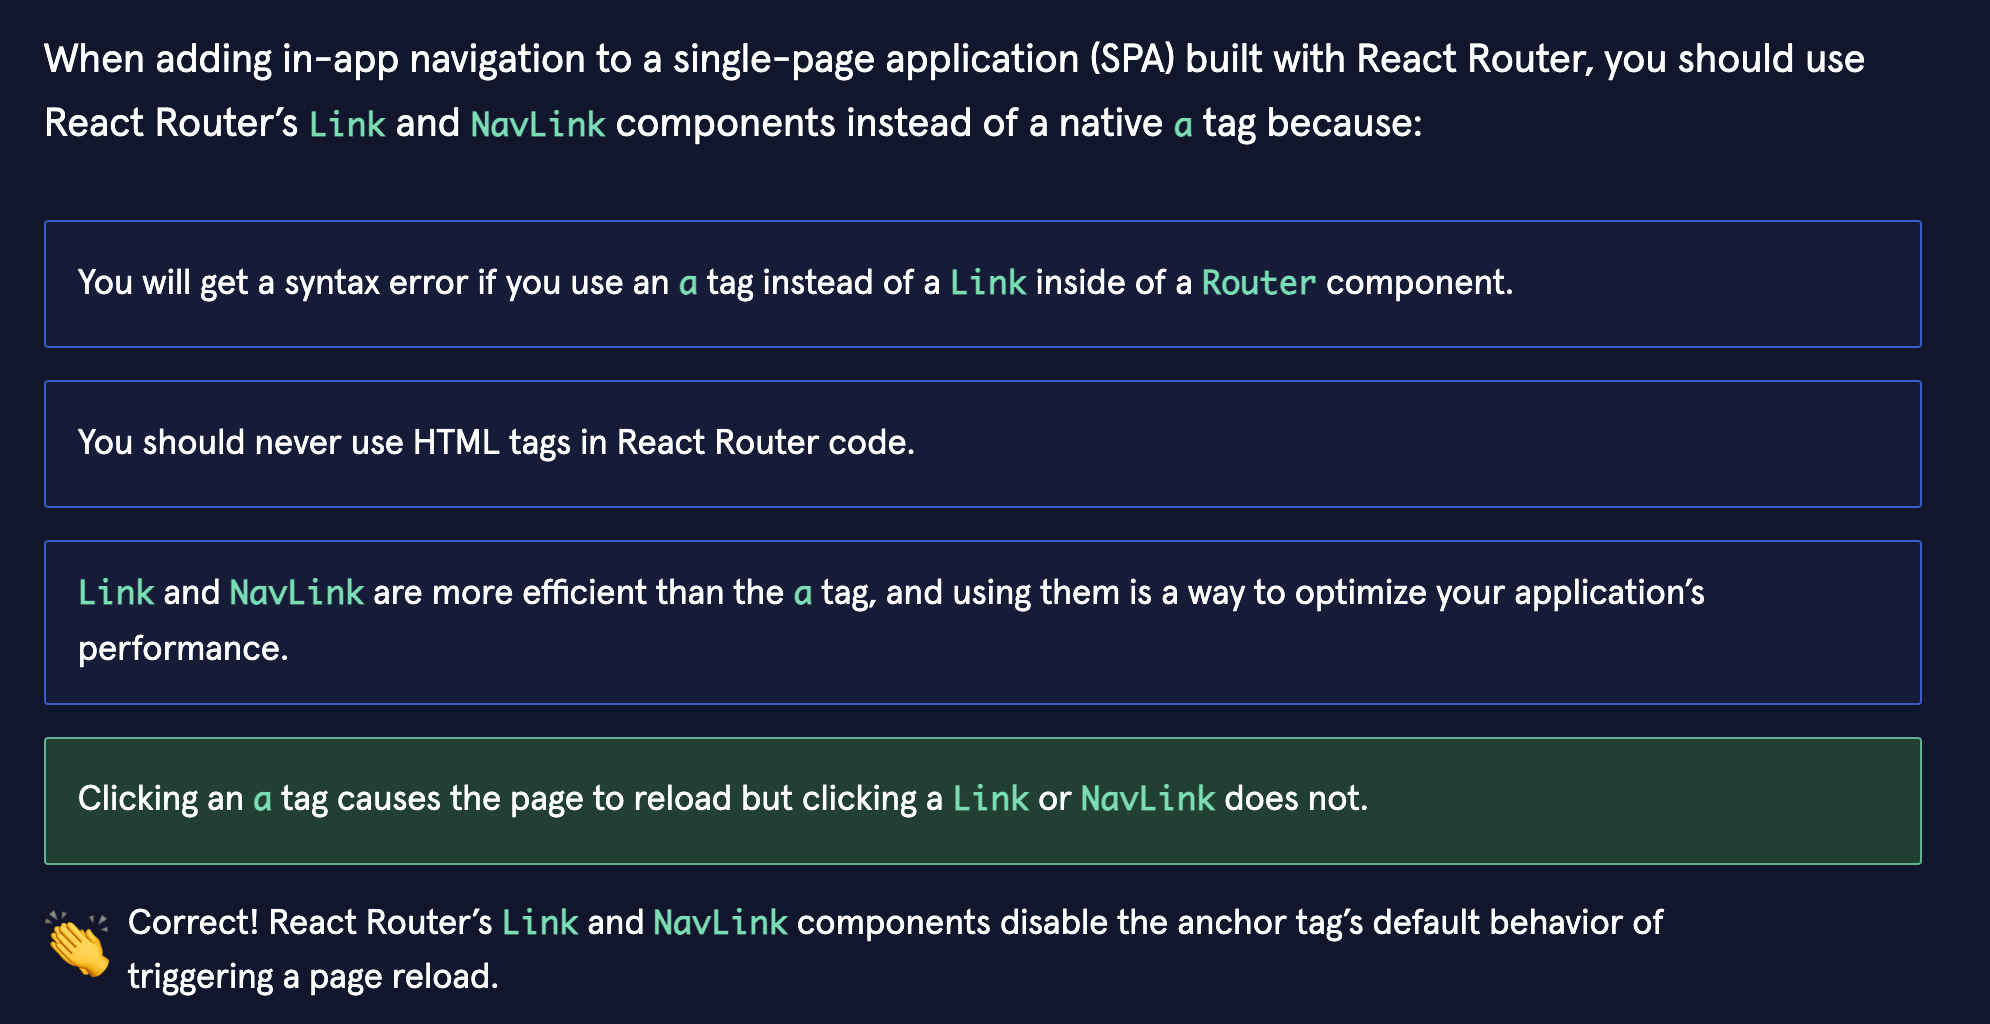 When adding in-app navigation to a single-page application (SPA) built with React Router, you should use
React Router’s Link and NavLink components instead of a native a tag because:
You will get a syntax error if you use an a tag instead of a Link inside of a Router component.
You should never use HTML tags in React Router code.
Link and NavLink are more efficient than the a tag, and using them is a way to optimize your application’s
performance.
Clicking an a tag causes the page to reload but clicking a Link or NavLink does not.
Correct! React Router’s Link and NavLink components disable the anchor tag’s default behavior of
triggering a page reload.